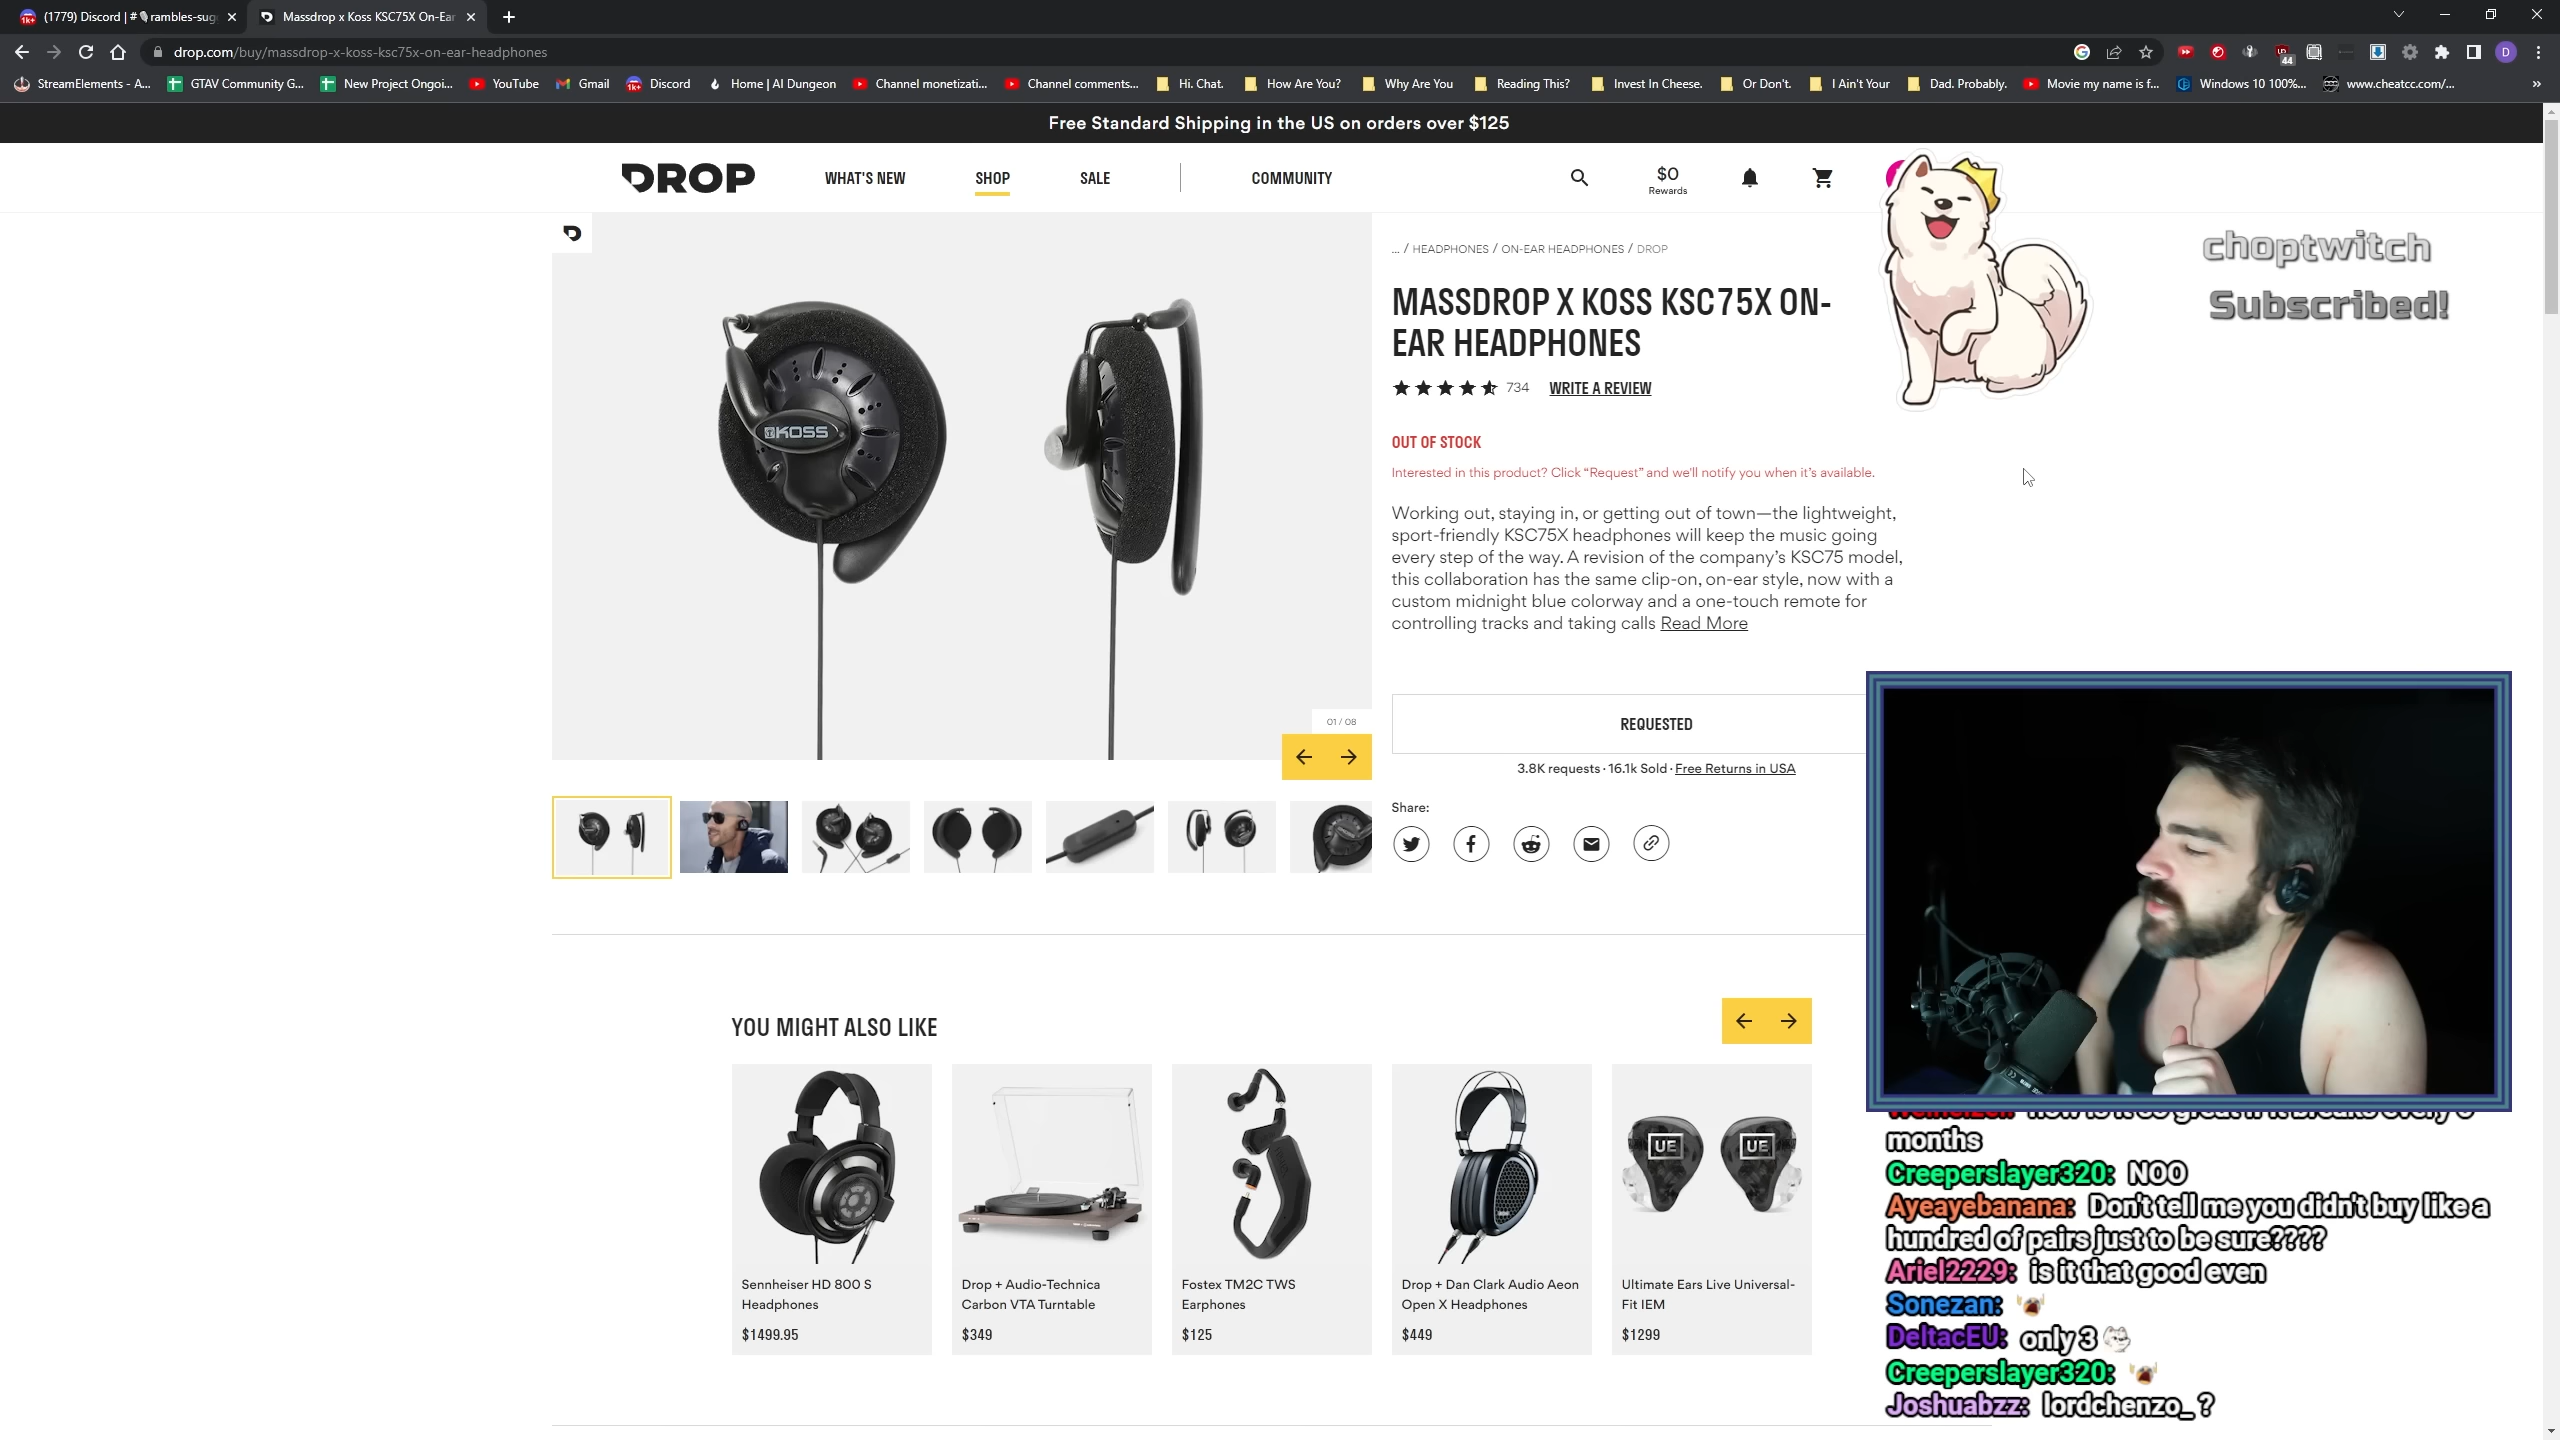 (1779) Discord | # rambles-sug
Massdrop x Koss KSC75X On-Ear
drop.com/buy/massdrop-x-koss-ksc75x-on-ear-headphones
44
D
StreamElements - A...
GTAV Community G...
New Project Ongoi...
YouTube
Gmail
Discord
Home | AI Dungeon
Channel monetizati...
Channel comments...
Hi. Chat.
How Are You?
Why Are You
Reading This?
Invest In Cheese.
Or Don't.
I Ain't Your
Dad. Probably.
Movie my name is f...
Windows 10 100%...
www.cheatcc.com/...
Free Standard Shipping in the US on orders over $125
DROP
WHAT'S NEW
SHOP
SALE
COMMUNITY
$0
Rewards
choptwitch
Subscribed!
... / HEADPHONES / ON-EAR HEADPHONES / DROP
MASSDROP X KOSS KSC75X ON-
EAR HEADPHONES
734
WRITE A REVIEW
OUT OF STOCK
Interested in this product? Click “Request” and we'll notify you when it's available.
Working out, staying in, or getting out of town—the lightweight,
sport-friendly KSC75X headphones will keep the music going
every step of the way. A revision of the company's KSC75 model,
this collaboration has the same clip-on, on-ear style, now with a
custom midnight blue colorway and a one-touch remote for
controlling tracks and taking calls Read More
KOSS
01 / 08
REQUESTED
3.8K requests · 16.1k Sold · Free Returns in USA
Share:
YOU MIGHT ALSO LIKE
UE
UE
Sennheiser HD 800 S
Headphones
$1499.95
Drop + Audio-Technica
Carbon VTA Turntable
$349
Fostex TM2C TWS
Earphones
$125
Drop + Dan Clark Audio Aeon
Open X Headphones
$449
Ultimate Ears Live Universal-
Fit IEM
$1299
months
Creeperslayer320: NOO
Ayeayebanana: Don't tell me you didn't buy like a
hundred of pairs just to be sure????
Ariel2229: is it that good even
Sonezan:
DeltacEU: only 3
Creeperslayer320:
Joshuabzz: lordchenzo_ ?